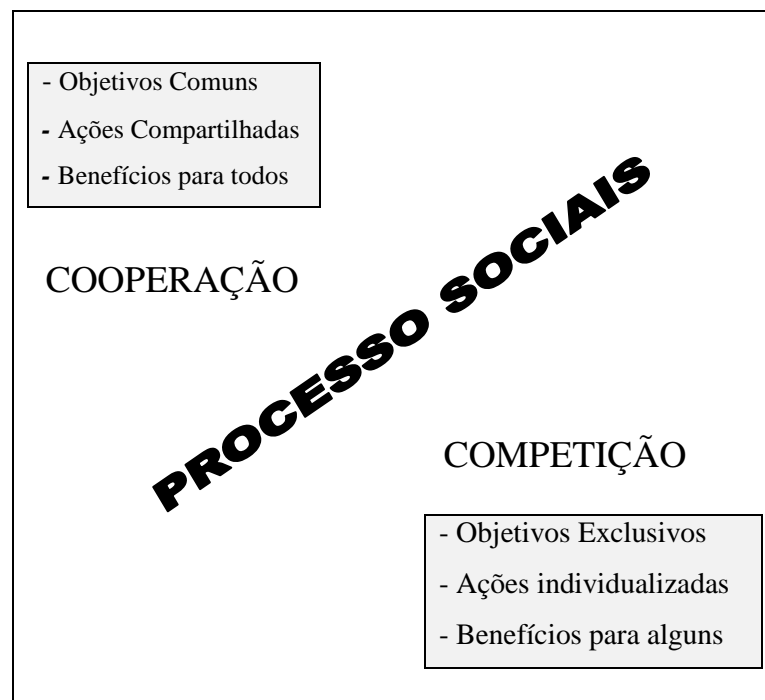 - Objetivos Comuns
- Ações Compartilhadas
- Benefícios para todos
COOPERAÇÃO
PROCESSO SOCIAIS
COMPETIÇÃO
- Objetivos Exclusivos
- Ações individualizadas
- Benefícios para alguns